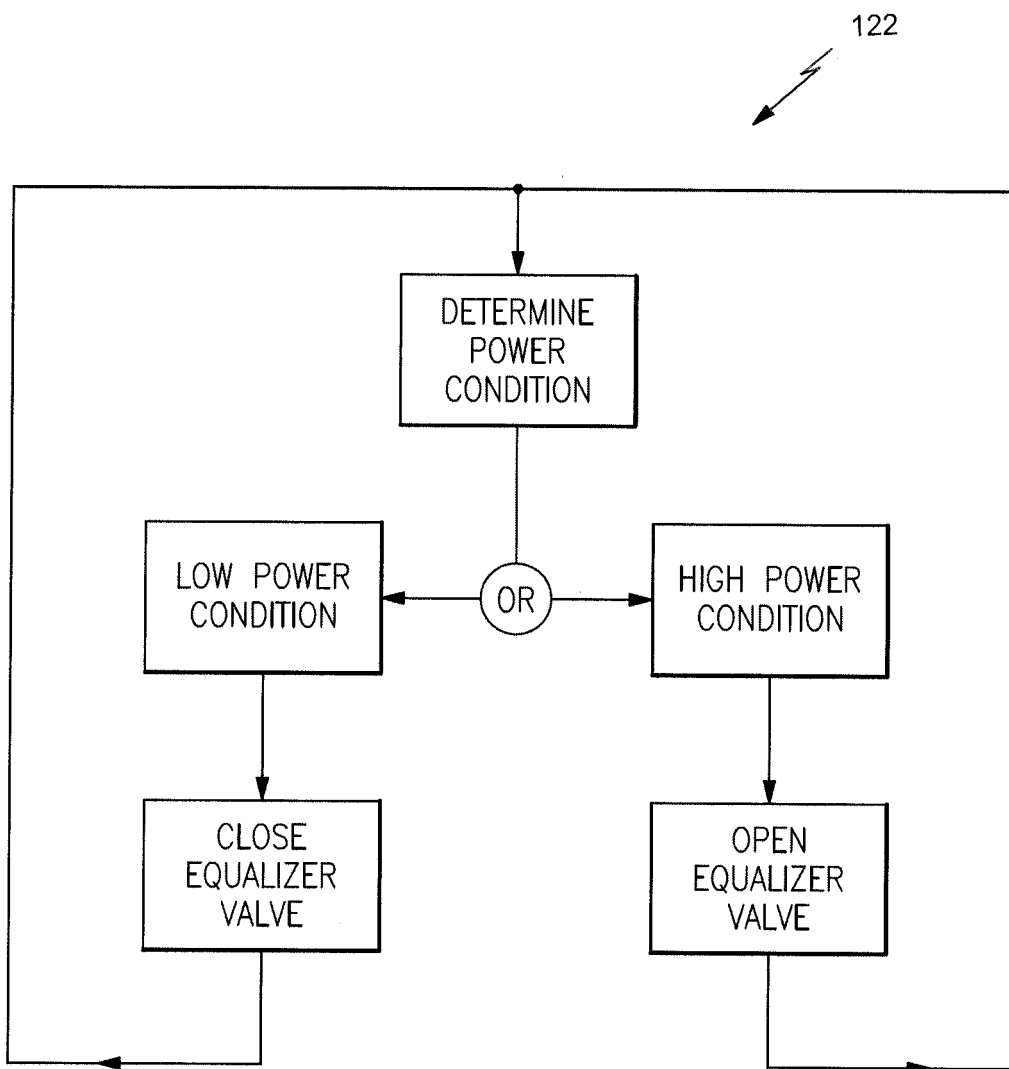 122
DETERMINE
POWER
CONDITION
LOW POWER
CONDITION
OR
HIGH POWER
CONDITION
CLOSE
EQUALIZER
VALVE
OPEN
EQUALIZER
VALVE